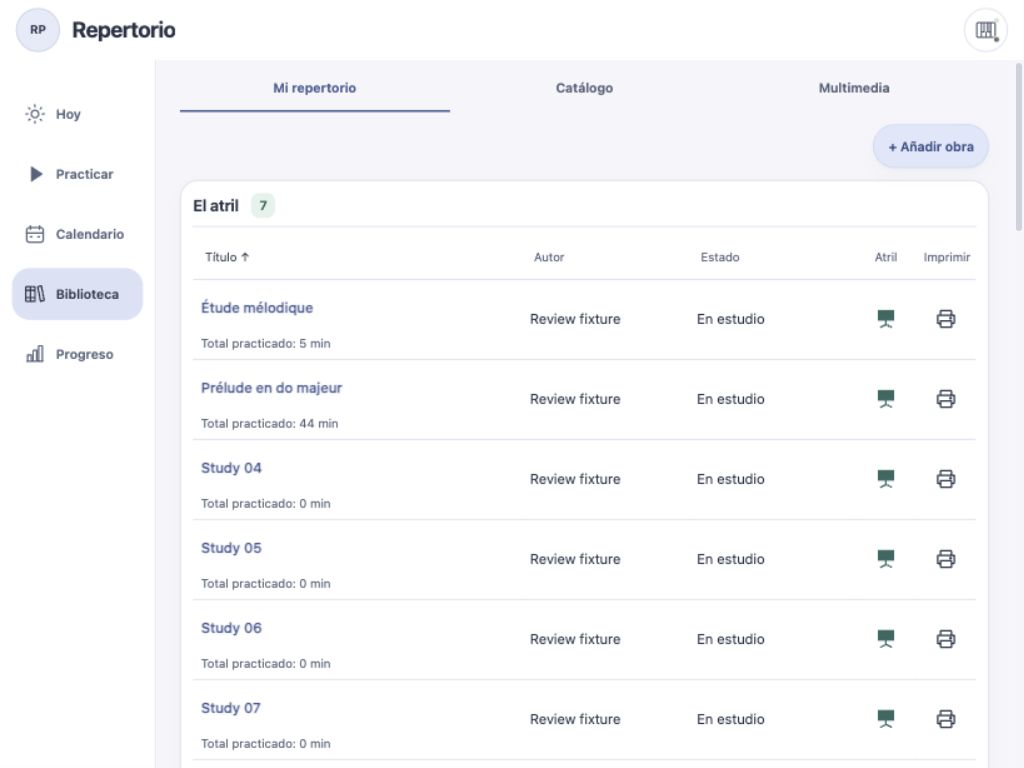 RP
Repertorio
Hoy
Practicar
Calendario
Biblioteca
Progreso
Mi repertorio Catálogo Multimedia
+ Añadir obra
El atril 7
Título ↑ Autor Estado Atril Imprimir
Étude mélodique
Review fixture En estudio
Total practicado: 5 min
Prélude en do majeur
Review fixture En estudio
Total practicado: 44 min
Study 04
Review fixture En estudio
Total practicado: 0 min
Study 05
Review fixture En estudio
Total practicado: 0 min
Study 06
Review fixture En estudio
Total practicado: 0 min
Study 07
Review fixture En estudio
Total practicado: 0 min